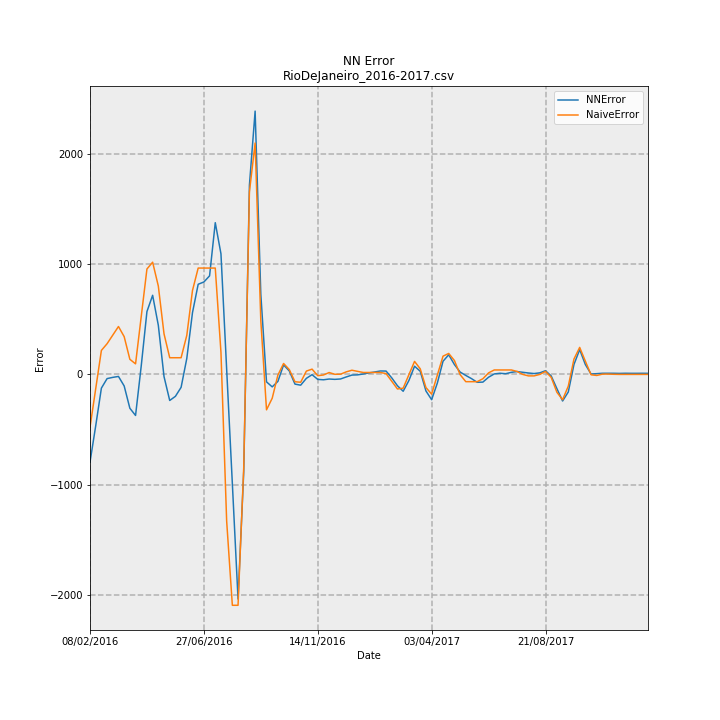 NN Error
RioDeJaneiro_2016-2017.csv
NNError
NaiveError
2000
1000
0
−1000
−2000
Error
08/02/2016
27/06/2016
14/11/2016
03/04/2017
21/08/2017
Date